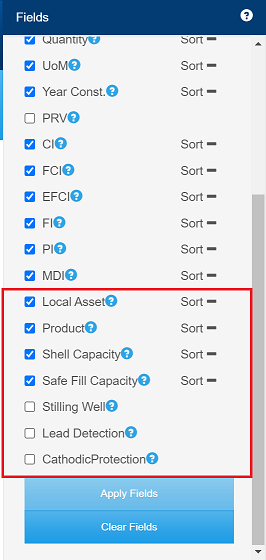 Fields ?
Quantity ? Sort
UoM ? Sort
Year Const. ? Sort
PRV ?
CI ? Sort
FCI ? Sort
EFCI ? Sort
FI ? Sort
PI ? Sort
MDI ? Sort
Local Asset ? Sort
Product ? Sort
Shell Capacity ? Sort
Safe Fill Capacity ? Sort
Stilling Well ?
Lead Detection ?
CathodicProtection ?
Apply Fields
Clear Fields